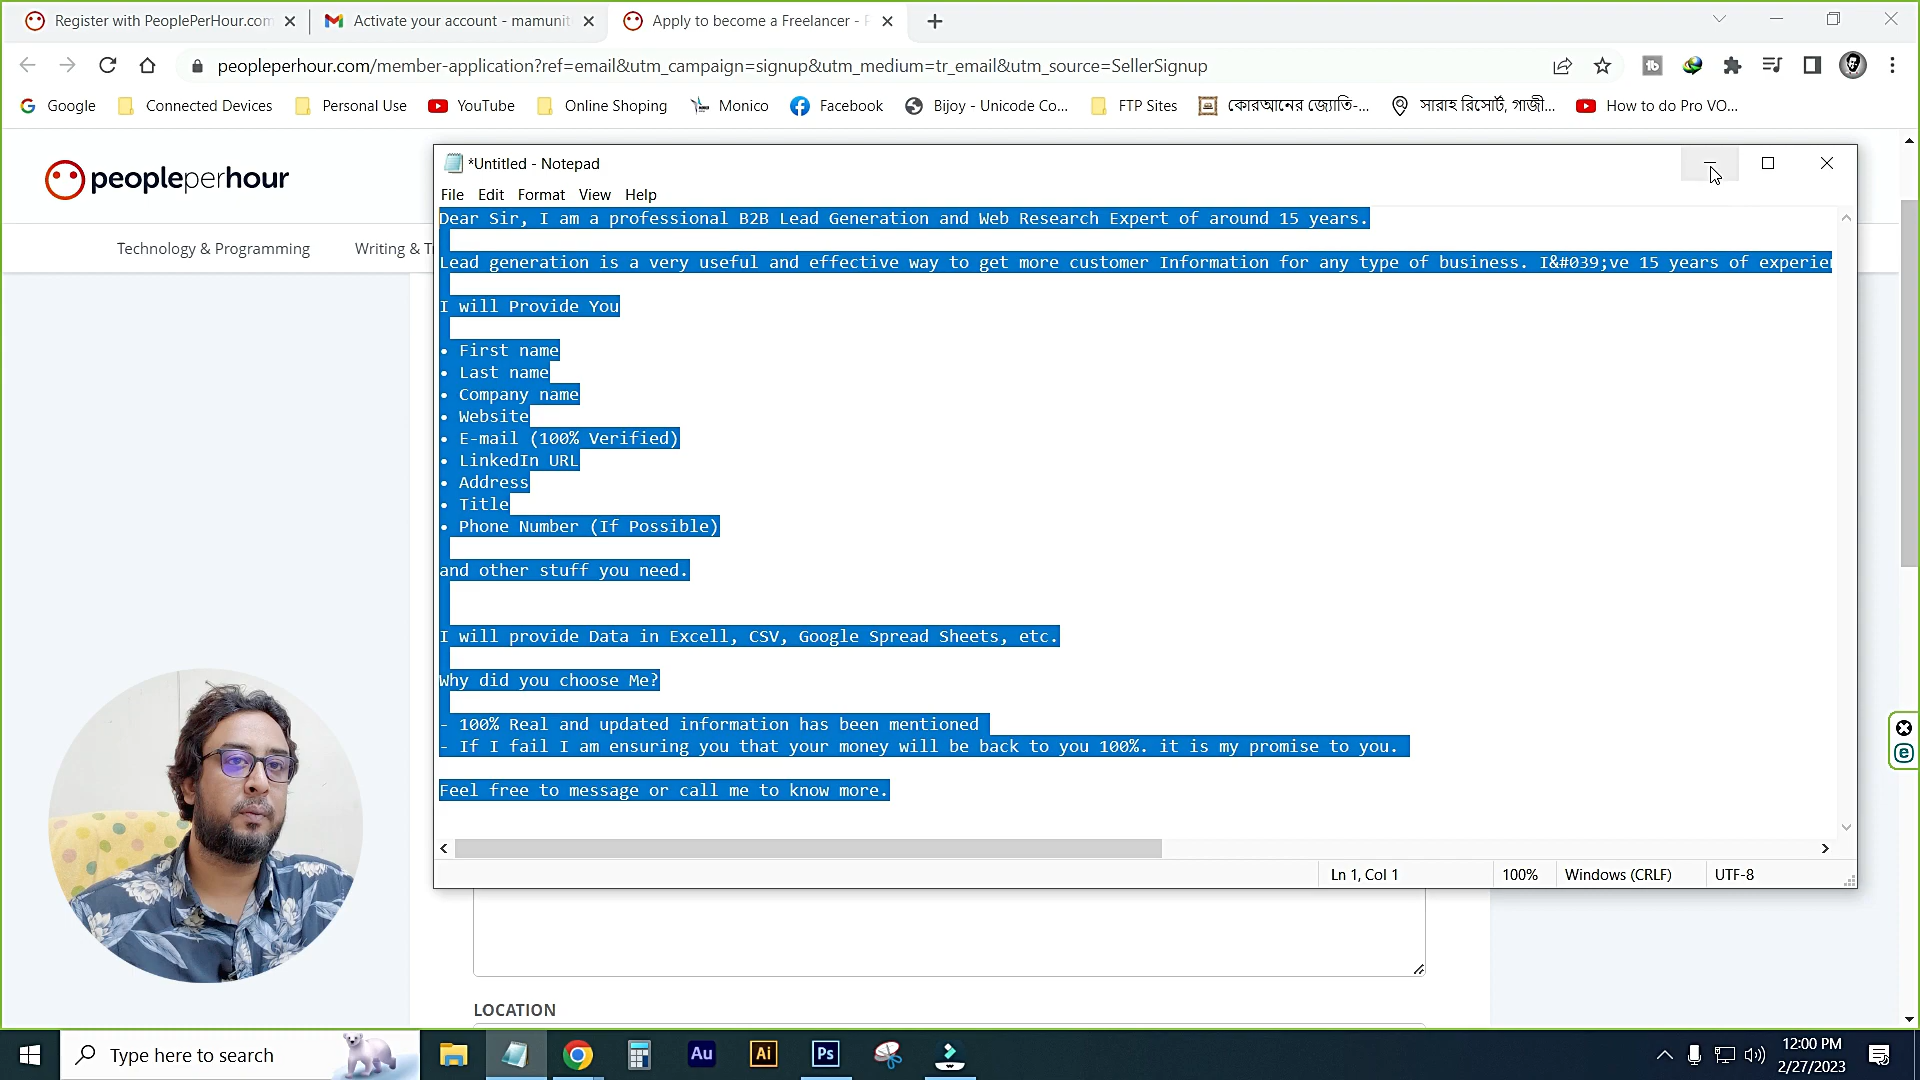 Register with PeoplePerHour.com
Activate your account - mamunit
Apply to become a Freelancer - P
peopleperhour.com/member-application?ref=email&utm_campaign=signup&utm_medium=tr_email&utm_source=SellerSignup
Google
Connected Devices
Personal Use
YouTube
Online Shoping
Monico
Facebook
Bijoy - Unicode Co...
FTP Sites
কোরআনের জ্যোতি-...
সারাহ রিসোর্ট, গাজী...
How to do Pro VO...
peopleperhour
Technology & Programming
Writing & T
*Untitled - Notepad
File Edit Format View Help
Dear Sir, I am a professional B2B Lead Generation and Web Research Expert of around 15 years.
Lead generation is a very useful and effective way to get more customer Information for any type of business. I&#039;ve 15 years of experien
I will Provide You
• First name
• Last name
• Company name
• Website
• E-mail (100% Verified)
• LinkedIn URL
• Address
• Title
• Phone Number (If Possible)
and other stuff you need.
I will provide Data in Excell, CSV, Google Spread Sheets, etc.
Why did you choose Me?
- 100% Real and updated information has been mentioned
- If I fail I am ensuring you that your money will be back to you 100%. it is my promise to you.
Feel free to message or call me to know more.
Ln 1, Col 1
100%
Windows (CRLF)
UTF-8
LOCATION
Type here to search
Au
Ai
Ps
12:00 PM
2/27/2023